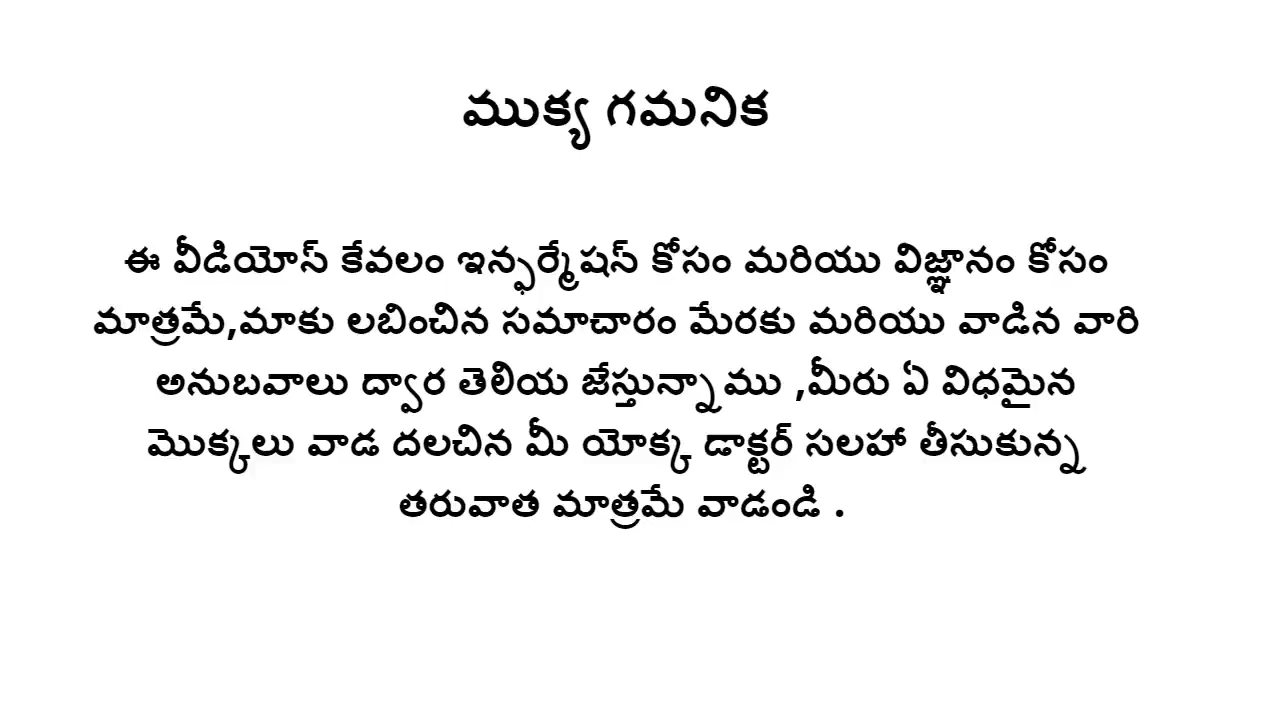 ముక్య గమనిక
ఈ వీడియోస్ కేవలం ఇన్ఫర్మేషస్ కోసం మరియు విజ్ఞానం కోసం
మాత్రమే,మాకు లబించిన సమాచారం మేరకు మరియు వాడిన వారి
అనుబవాలు ద్వార తెలియ జేస్తున్నాము ,మీరు ఏ విధమైన
మొక్కలు వాడ దలచిన మీ యోక్క డాక్టర్ సలహా తీసుకున్న
తరువాత మాత్రమే వాడండి .